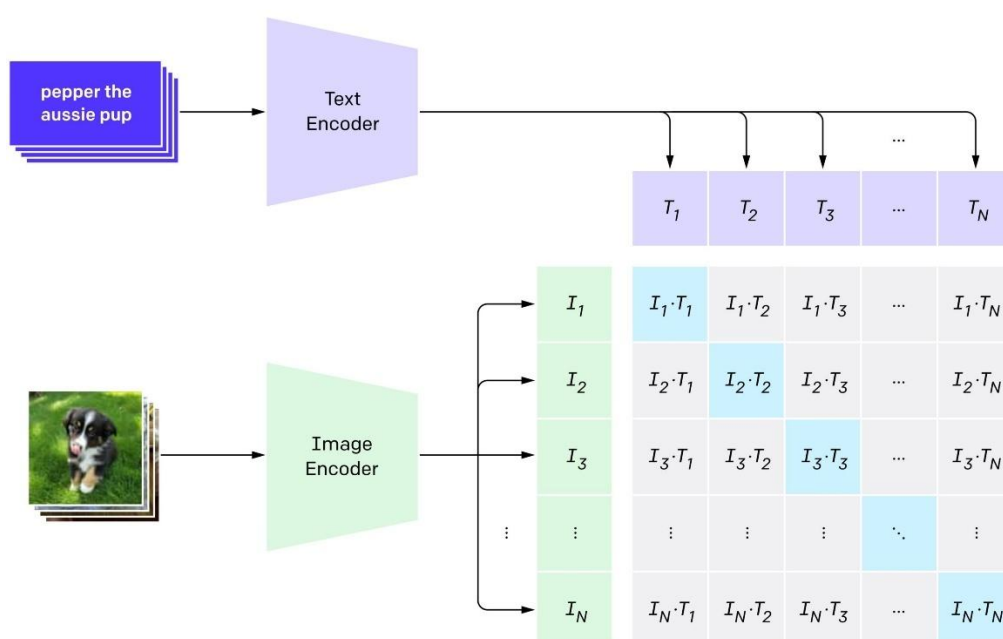 pepper the
aussie pup
Text
Encoder
...
T1 T2 T3 ... TN
I1 I1·T1 I1·T2 I1·T3 ... I1·TN
I2 I2·T1 I2·T2 I2·T3 ... I2·TN
I3 I3·T1 I3·T2 I3·T3 ... I3·TN
Image
Encoder
⋮ ⋮ ⋮ ⋮ ⋮ ⋱ ⋮
IN IN·T1 IN·T2 IN·T3 ... IN·TN